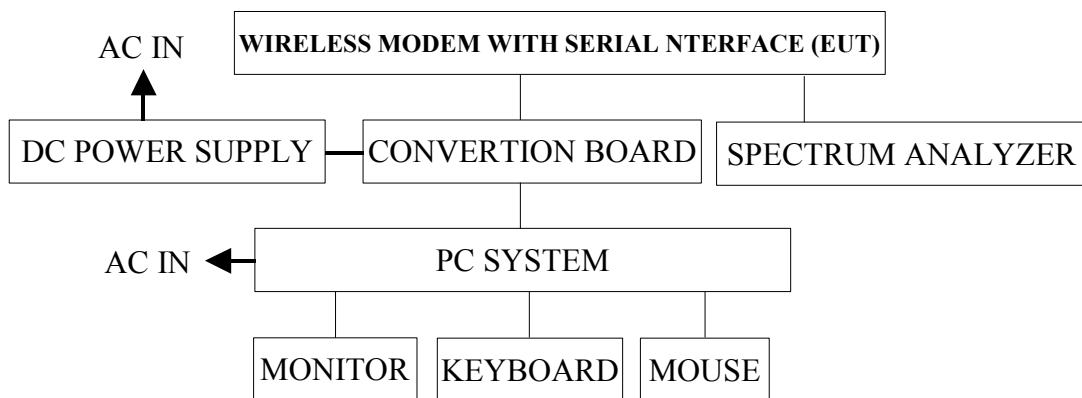 WIRELESS MODEM WITH SERIAL NTERFACE (EUT)
AC IN
DC POWER SUPPLY
CONVERTION BOARD
SPECTRUM ANALYZER
AC IN
PC SYSTEM
MONITOR
KEYBOARD
MOUSE